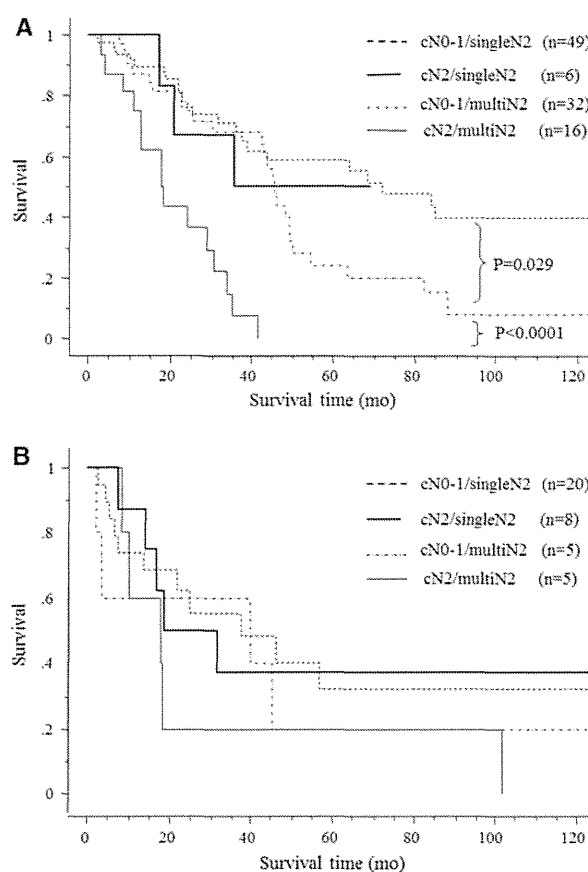 A
cN0-1/singleN2 (n=49)
cN2/singleN2 (n=6)
cN0-1/multiN2 (n=32)
cN2/multiN2 (n=16)
Survival
1
.8
.6
.4
.2
0
P=0.029
P<0.0001
0 20 40 60 80 100 120
Survival time (mo)
B
cN0-1/singleN2 (n=20)
cN2/singleN2 (n=8)
cN0-1/multiN2 (n=5)
cN2/multiN2 (n=5)
Survival
1
.8
.6
.4
.2
0
0 20 40 60 80 100 120
Survival time (mo)